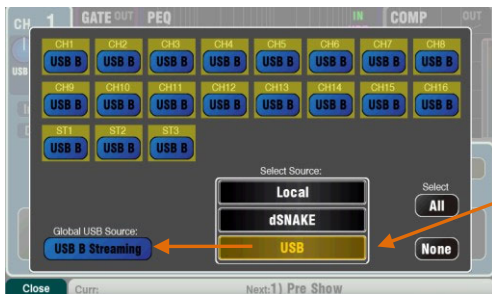 CH 1 GATE OUT PEQ IN COMP OUT
CH1 CH2 CH3 CH4 CH5 CH6 CH7 CH8
USB B USB B USB B USB B USB B USB B USB B USB B
CH9 CH10 CH11 CH12 CH13 CH14 CH15 CH16
USB B USB B USB B USB B USB B USB B USB B USB B
ST1 ST2 ST3
USB B USB B USB B
Select Source:
Local
dSNAKE
USB
Select
All
None
Global USB Source:
USB B Streaming
Close Curr: Next:1) Pre Show